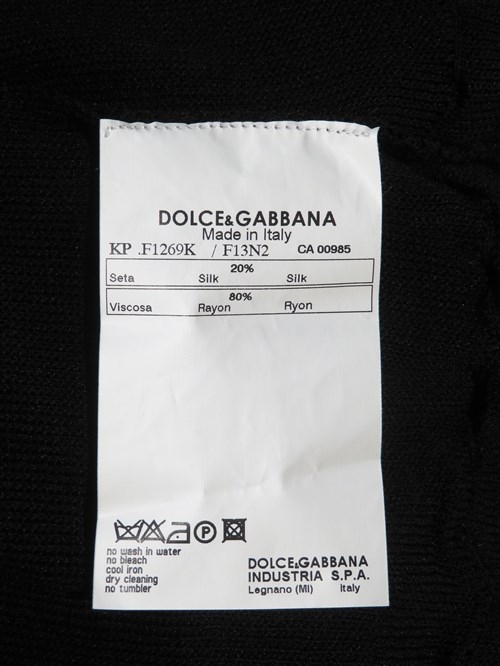 DOLCE&GABBANA
Made in Italy
KP .F1269K / F13N2 CA 00985
20%
Seta Silk Silk
80%
Viscosa Rayon Ryon
P
no wash in water
no bleach
cool iron
dry cleaning
no tumbler
DOLCE&GABBANA
INDUSTRIA S.P.A.
Legnano (MI) Italy